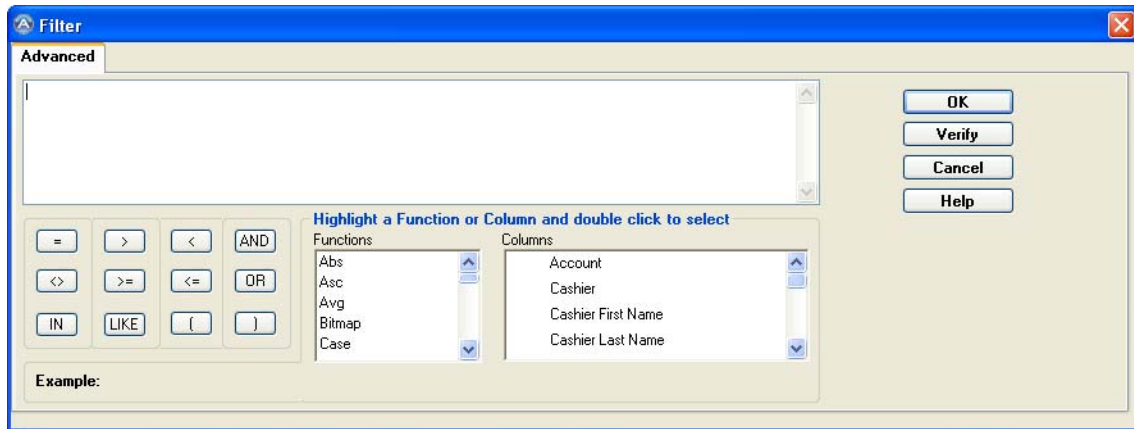 Filter
Advanced
OK
Verify
Cancel
Help
= > < AND
<> >= <= OR
IN LIKE ( )
Highlight a Function or Column and double click to select
Functions Columns
Abs
Asc
Avg
Bitmap
Case
Account
Cashier
Cashier First Name
Cashier Last Name
Example: